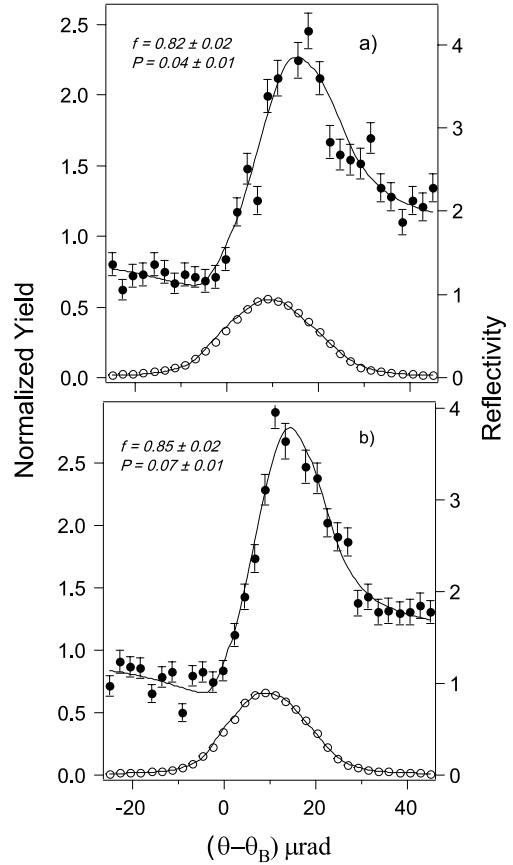 2.5
2.0
1.5
1.0
0.5
0.0
f = 0.82 ± 0.02
P = 0.04 ± 0.01
a)
4
3
2
1
0
Normalized Yield
Reflectivity
2.5
2.0
1.5
1.0
0.5
0.0
f = 0.85 ± 0.02
P = 0.07 ± 0.01
b)
4
3
2
1
0
-20 0 20 40
(θ−θB) μrad